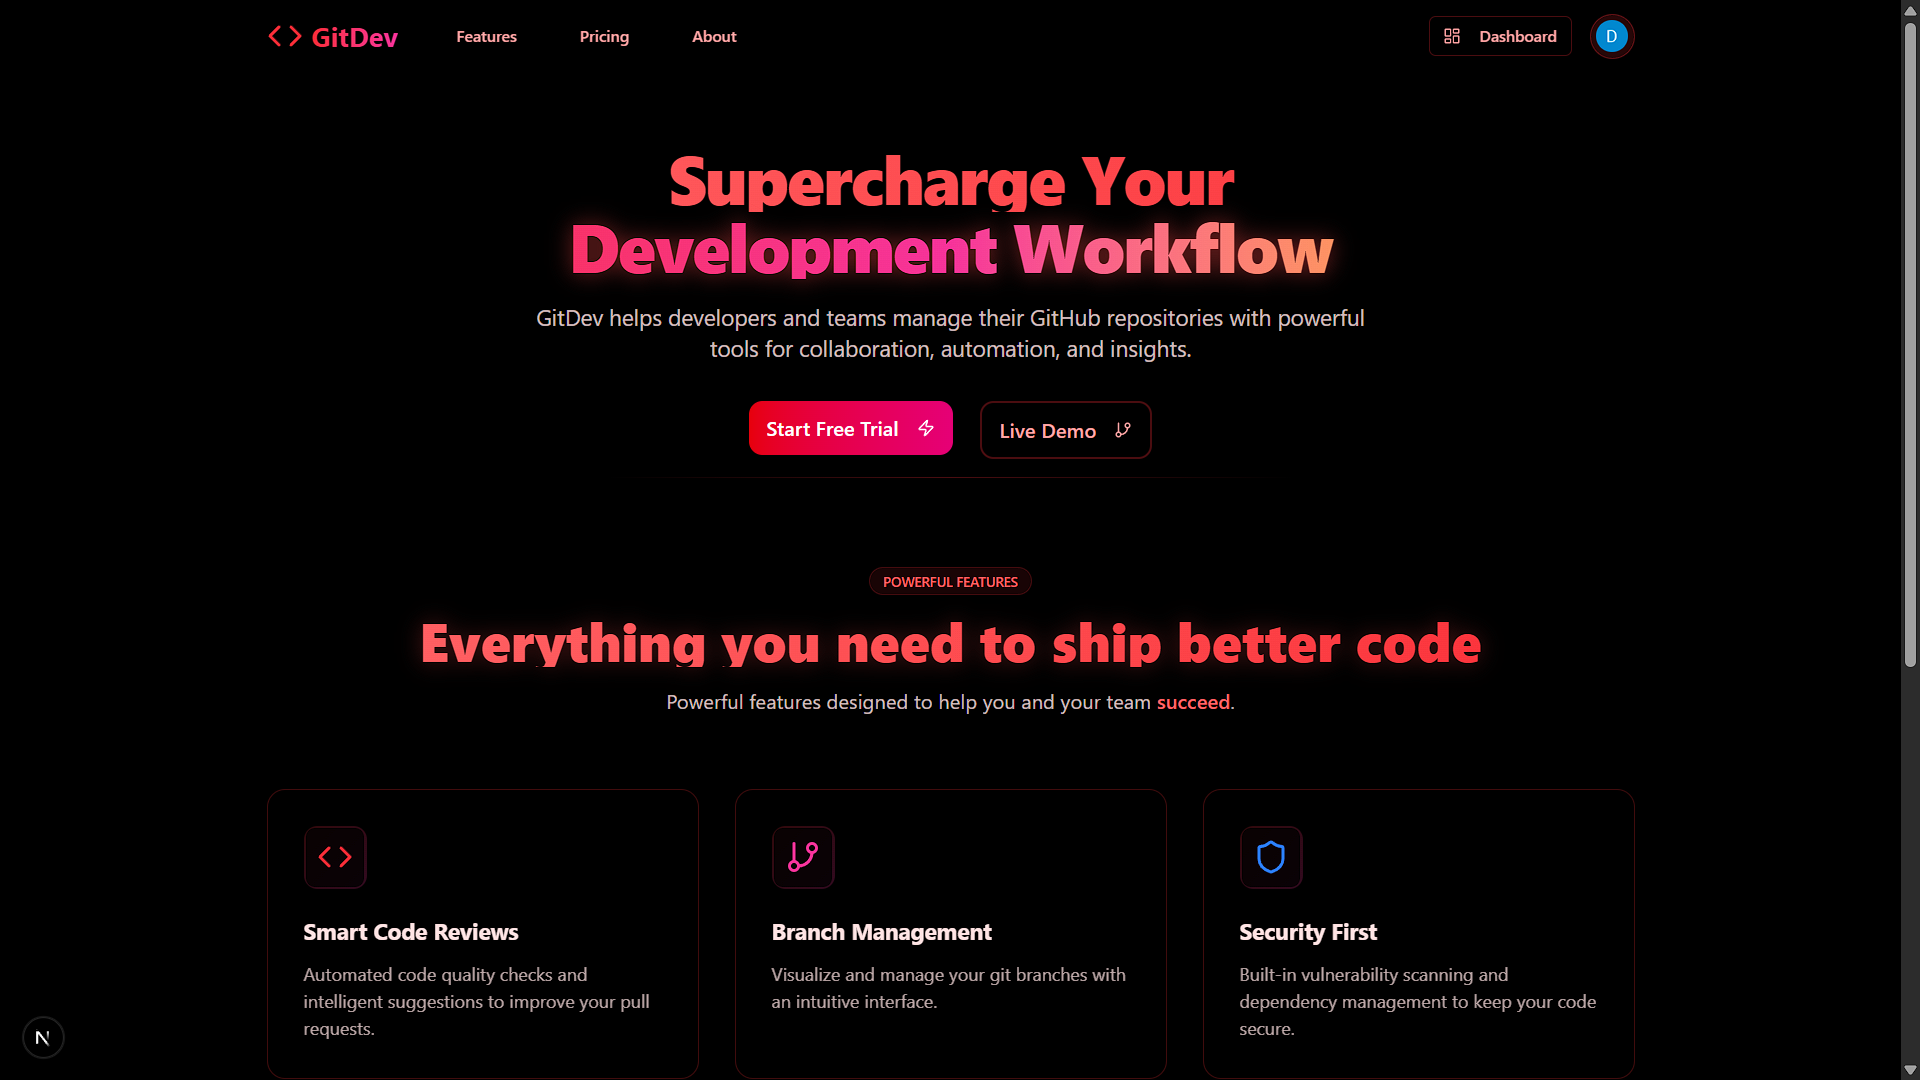 GitDev
Features
Pricing
About
Dashboard
D
Supercharge Your
Development Workflow
GitDev helps developers and teams manage their GitHub repositories with powerful
tools for collaboration, automation, and insights.
Start Free Trial
Live Demo
POWERFUL FEATURES
Everything you need to ship better code
Powerful features designed to help you and your team succeed.
Smart Code Reviews
Automated code quality checks and
intelligent suggestions to improve your pull
requests.
Branch Management
Visualize and manage your git branches with
an intuitive interface.
Security First
Built-in vulnerability scanning and
dependency management to keep your code
secure.
N